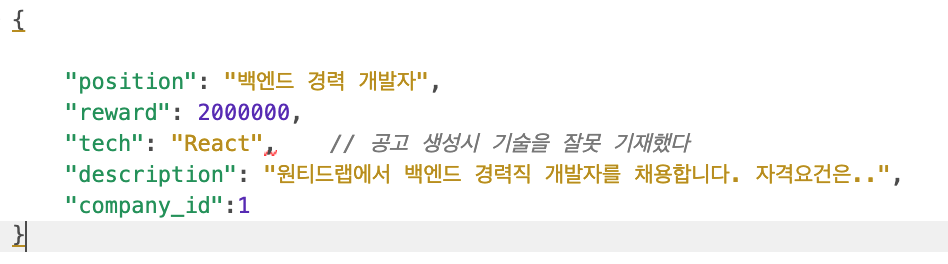 {
"position": "백엔드 경력 개발자",
"reward": 2000000,
"tech": "React",    // 공고 생성시 기술을 잘못 기재했다
"description": "원티드랩에서 백엔드 경력직 개발자를 채용합니다. 자격요건은..",
"company_id":1
}